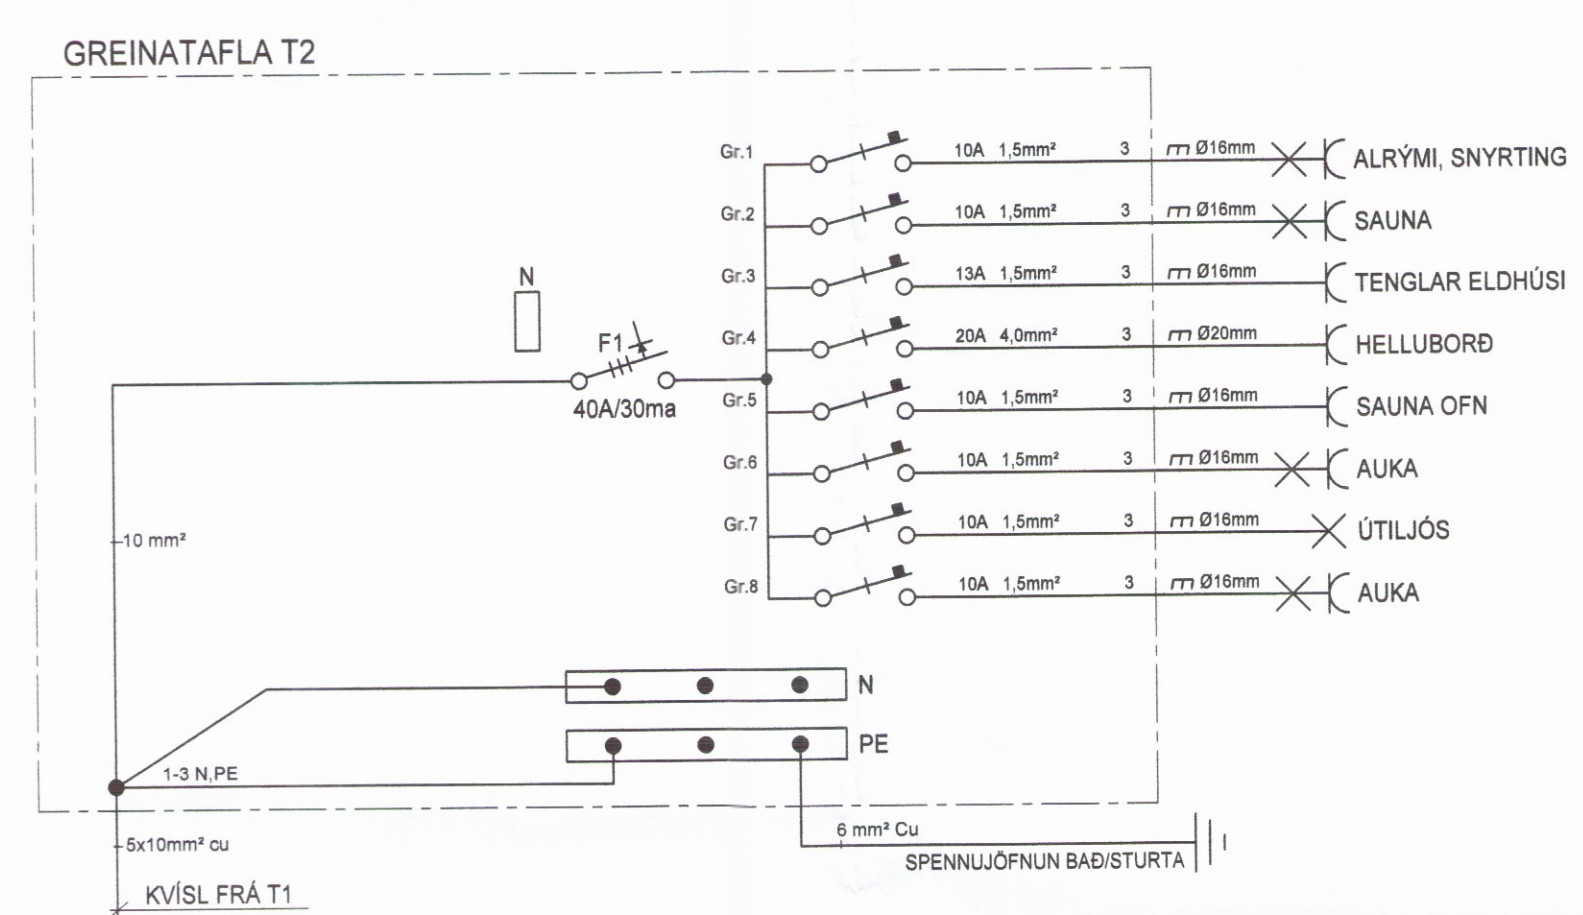 GREINATAFLA T2
Gr.1 10A 1,5mm² 3 Ø16mm ALRÝMI, SNYRTING
Gr.2 10A 1,5mm² 3 Ø16mm SAUNA
Gr.3 13A 1,5mm² 3 Ø16mm TENGLAR ELDHÚSI
N
Gr.4 20A 4,0mm² 3 Ø20mm HELLUBORÐ
F1
40A/30ma
Gr.5 10A 1,5mm² 3 Ø16mm SAUNA OFN
Gr.6 10A 1,5mm² 3 Ø16mm AUKA
Gr.7 10A 1,5mm² 3 Ø16mm ÚTILJÓS
10 mm²
Gr.8 10A 1,5mm² 3 Ø16mm AUKA
N
PE
1-3 N,PE
5x10mm² cu
6 mm² Cu
SPENNUJÖFNUN BAÐ/STURTA
KVÍSL FRÁ T1